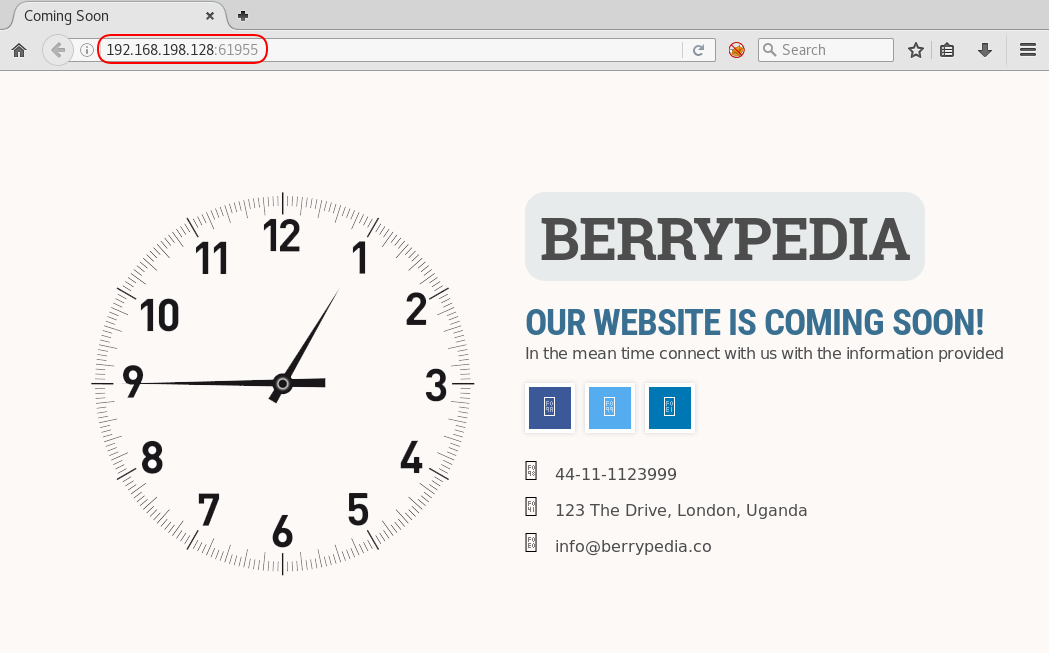 Coming Soon
192.168.198.128:61955
Search
12
11
1
10
2
9
3
8
4
7
5
6
BERRYPEDIA
OUR WEBSITE IS COMING SOON!
In the mean time connect with us with the information provided
44-11-1123999
123 The Drive, London, Uganda
info@berrypedia.co